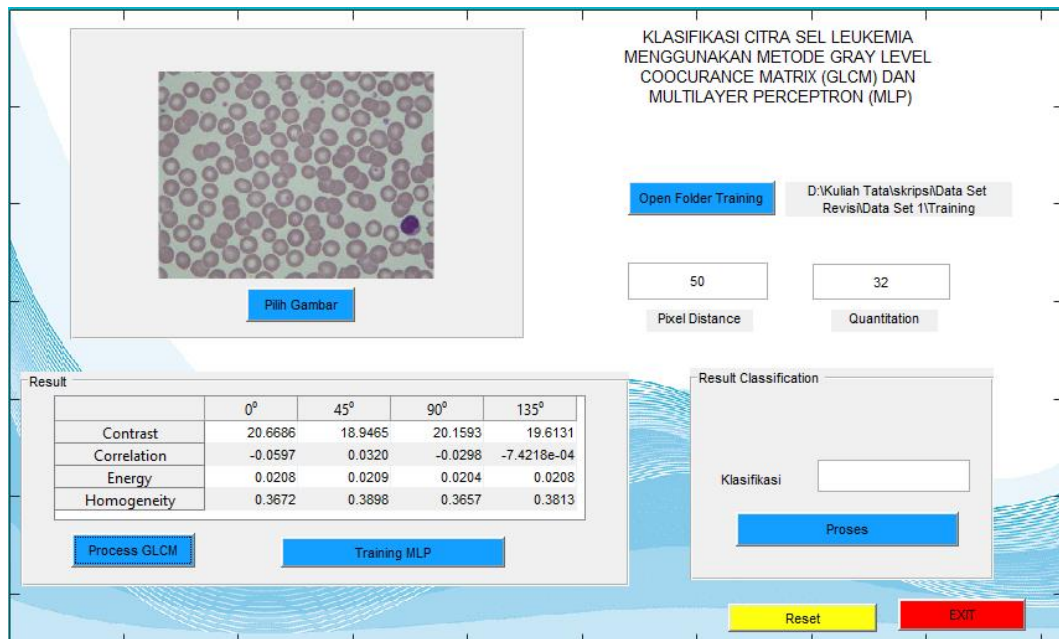 KLASIFIKASI CITRA SEL LEUKEMIA
MENGGUNAKAN METODE GRAY LEVEL
COOCURANCE MATRIX (GLCM) DAN
MULTILAYER PERCEPTRON (MLP)
Pilih Gambar
Open Folder Training
D:\Kuliah Tata\skripsi\Data Set
Revisi\Data Set 1\Training
50 32
Pixel Distance Quantitation
Result
0⁰ 45⁰ 90⁰ 135⁰
Contrast 20.6686 18.9465 20.1593 19.6131
Correlation -0.0597 0.0320 -0.0298 -7.4218e-04
Energy 0.0208 0.0209 0.0204 0.0208
Homogeneity 0.3672 0.3898 0.3657 0.3813
Process GLCM Training MLP
Result Classification
Klasifikasi
Proses
Reset EXIT